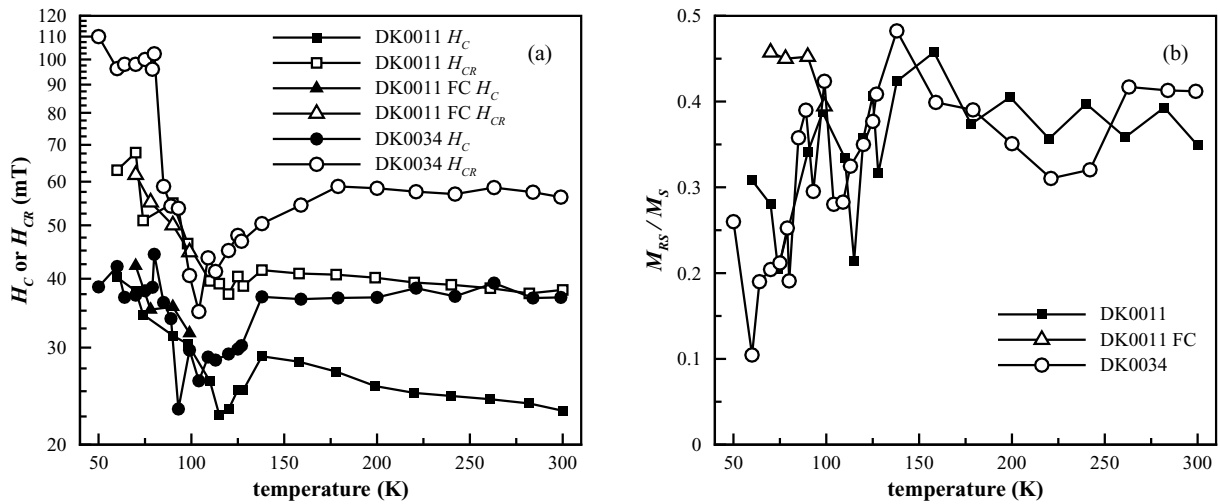 120
110
100
90
80
70
60
50
40
30
20
50
100
150
200
250
300
H_C or H_CR (mT)
temperature (K)
(a)
DK0011 H_C
DK0011 H_CR
DK0011 FC H_C
DK0011 FC H_CR
DK0034 H_C
DK0034 H_CR
0.5
0.4
0.3
0.2
0.1
0
50
100
150
200
250
300
M_RS / M_S
temperature (K)
(b)
DK0011
DK0011 FC
DK0034